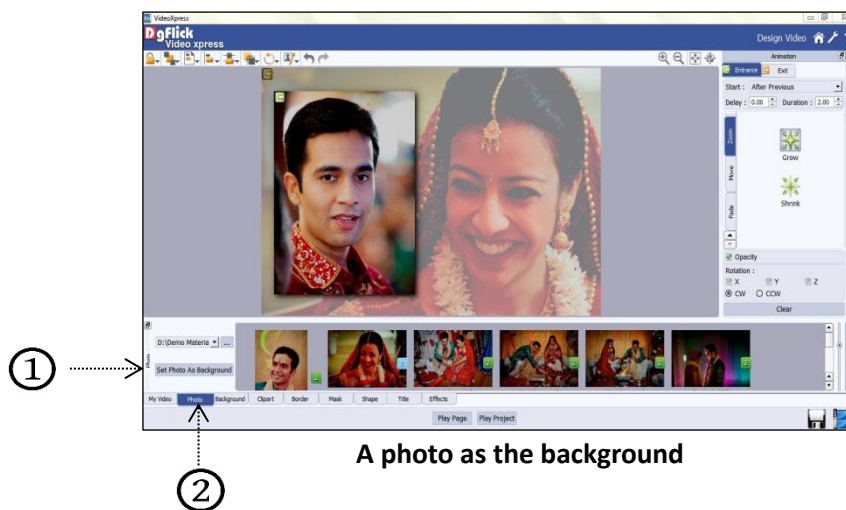 VideoXpress
DgFlick
Video xpress
Design Video
Animation
Entrance Exit
Start : After Previous
Delay : 0.00 Duration : 2.00
Zoom
Move
Fade
Grow
Shrink
Opacity
Rotation :
X Y Z
CW CCW
Clear
Photo
D:\Demo Materia ...
Set Photo As Background
My Video Photo Background Clipart Border Mask Shape Title Effects
Play Page Play Project
1
2
A photo as the background